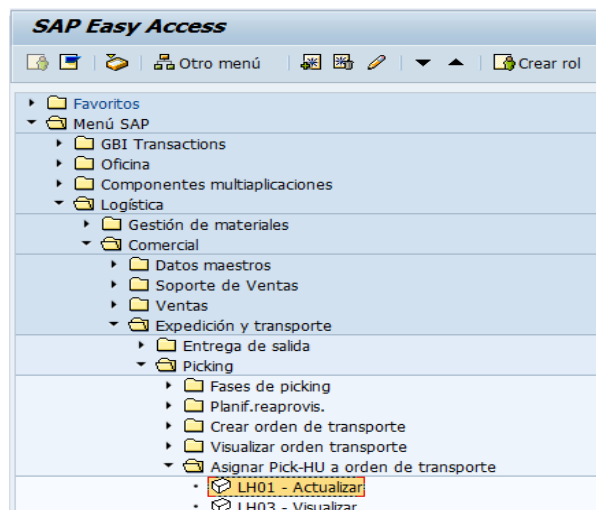 SAP Easy Access
Otro menú Crear rol
Favoritos
Menú SAP
GBI Transactions
Oficina
Componentes multiaplicaciones
Logística
Gestión de materiales
Comercial
Datos maestros
Soporte de Ventas
Ventas
Expedición y transporte
Entrega de salida
Picking
Fases de picking
Planif.reaprovis.
Crear orden de transporte
Visualizar orden transporte
Asignar Pick-HU a orden de transporte
LH01 - Actualizar
LH03 - Visualizar